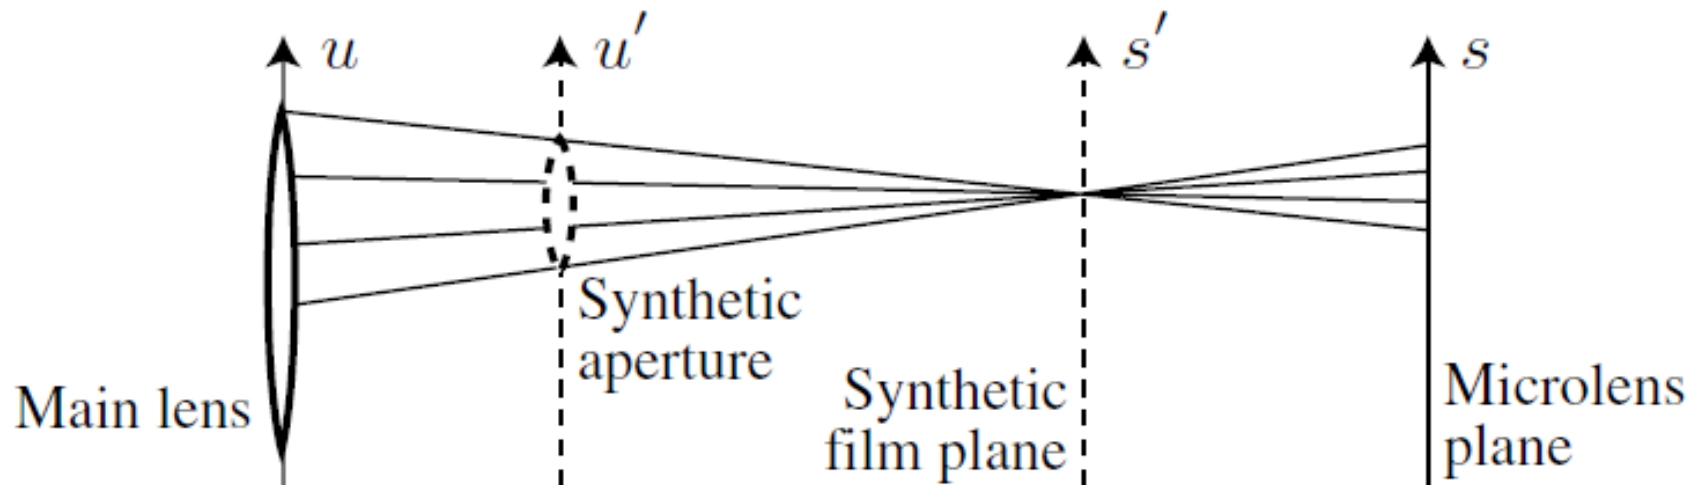 u
u′
s′
s
Synthetic
aperture
Main lens
Synthetic
film plane
Microlens
plane